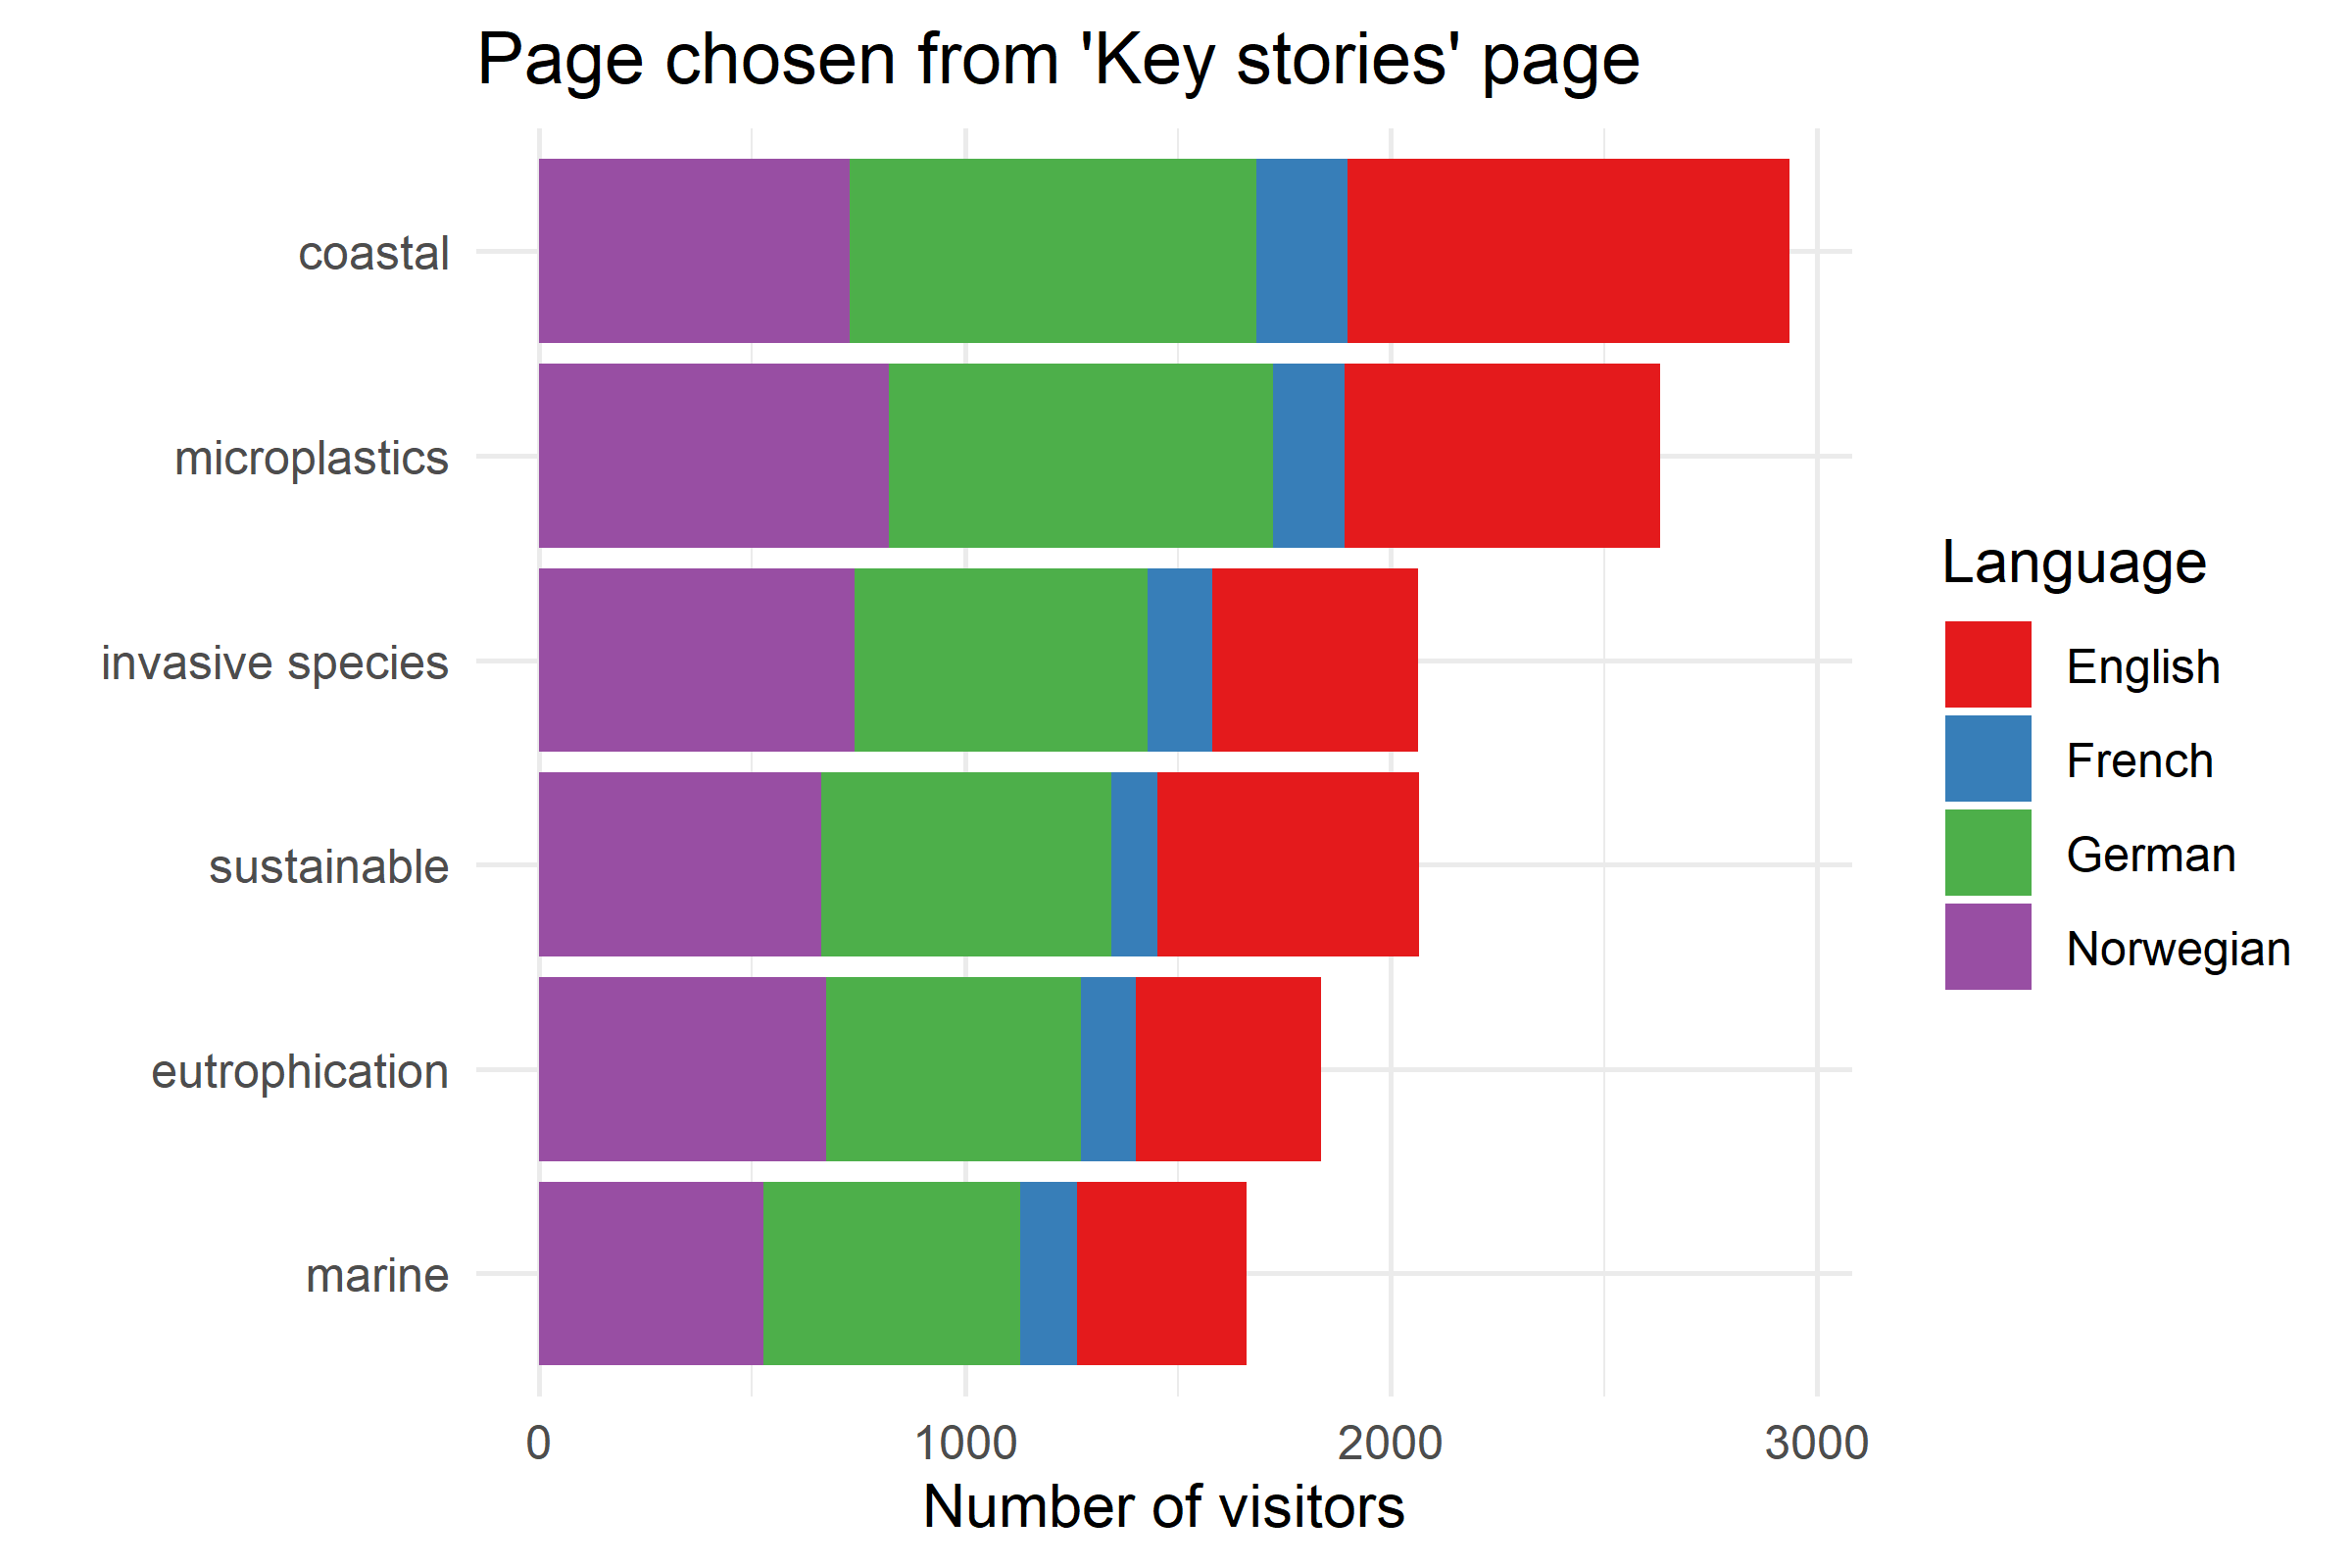 Page chosen from 'Key stories' page
coastal
microplastics
invasive species
sustainable
eutrophication
marine
0 1000 2000 3000
Number of visitors
Language
English
French
German
Norwegian